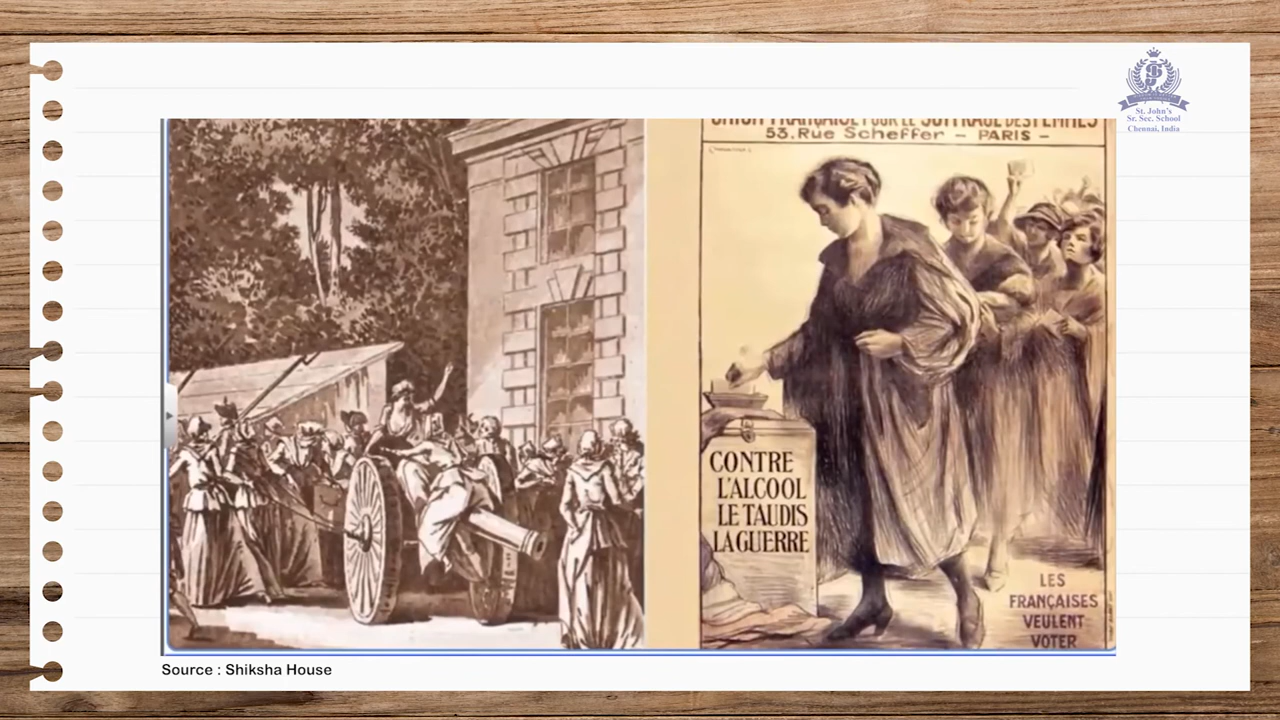 St. John's
Sr. Sec. School
Chennai, India
53.Rue Scheffer - PARIS -
CONTRE
L'ALCOOL
LE TAUDIS
LA GUERRE
LES
FRANÇAISES
VEULENT
VOTER
Source : Shiksha House